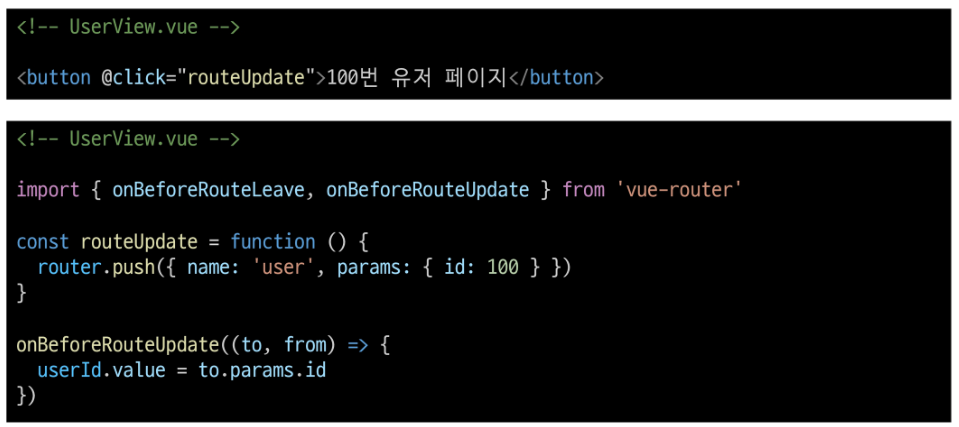 <!-- UserView.vue -->
<button @click="routeUpdate">100번 유저 페이지</button>
<!-- UserView.vue -->
import { onBeforeRouteLeave, onBeforeRouteUpdate } from 'vue-router'
const routeUpdate = function () {
  router.push({ name: 'user', params: { id: 100 } })
}
onBeforeRouteUpdate((to, from) => {
  userId.value = to.params.id
})